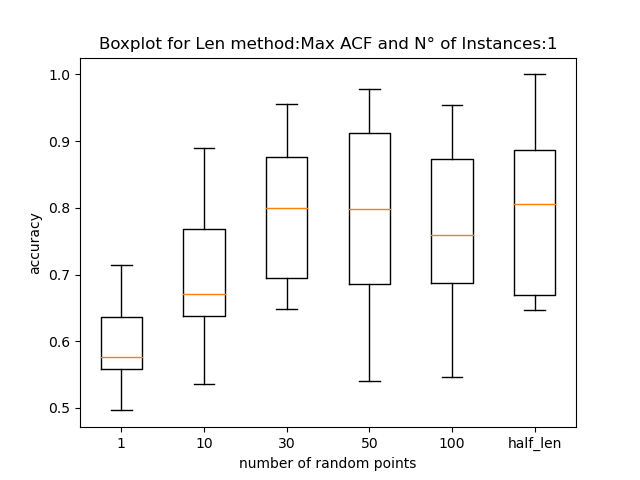 Boxplot for Len method:Max ACF and N° of Instances:1
1.0
0.9
0.8
0.7
0.6
0.5
accuracy
1 10 30 50 100 half_len
number of random points